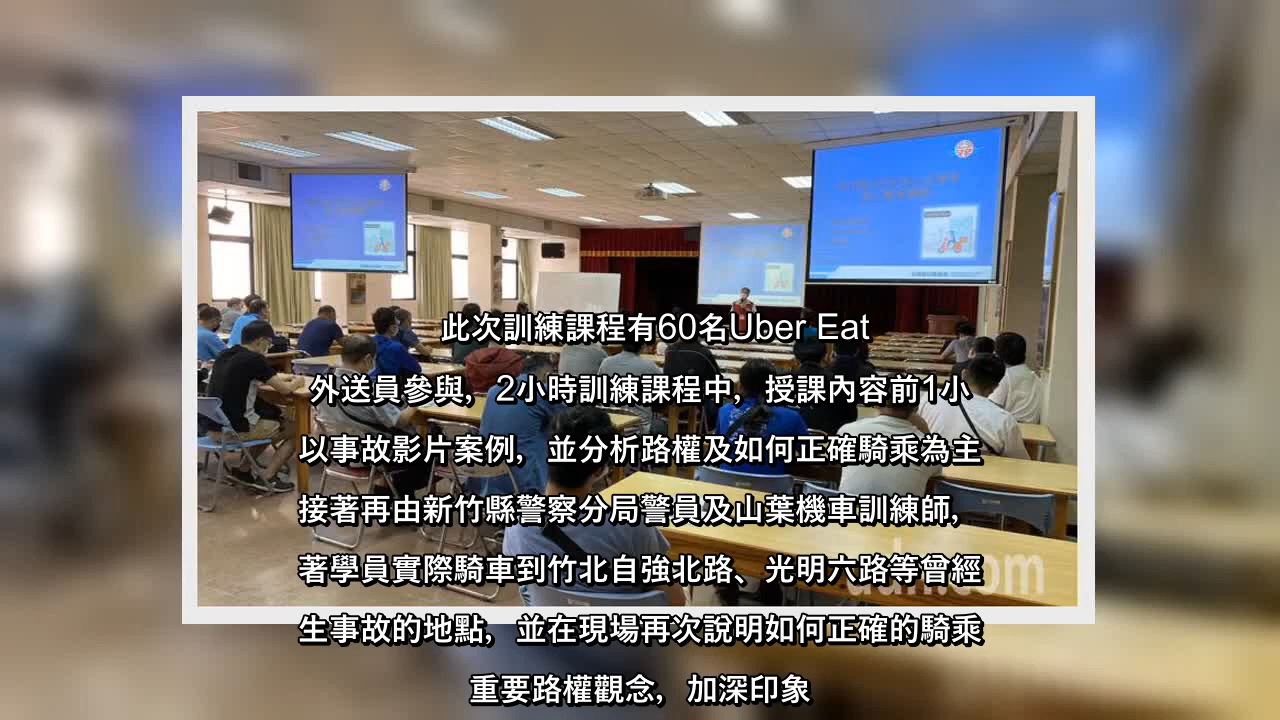 此次訓練課程有60名Uber Eat
外送員參與，2小時訓練課程中，授課內容前1小
以事故影片案例，並分析路權及如何正確騎乘為主
接著再由新竹縣警察分局警員及山葉機車訓練師，
著學員實際騎車到竹北自強北路、光明六路等曾經
生事故的地點，並在現場再次說明如何正確的騎乘
重要路權觀念，加深印象
udn.com